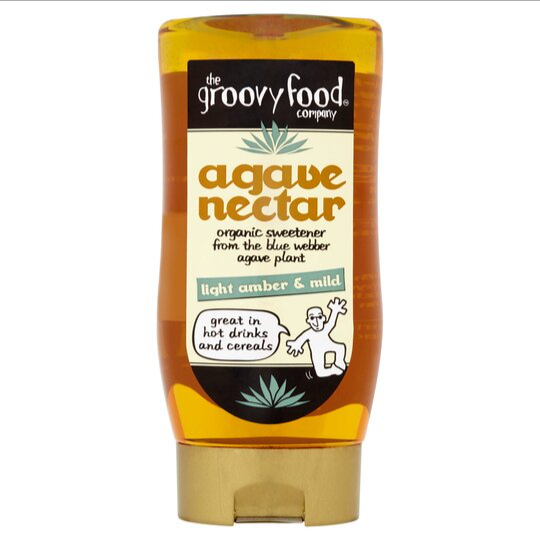 the
groovy food
company
agave
nectar
organic sweetener
from the blue webber
agave plant
light amber & mild
great in
hot drinks
and cereals